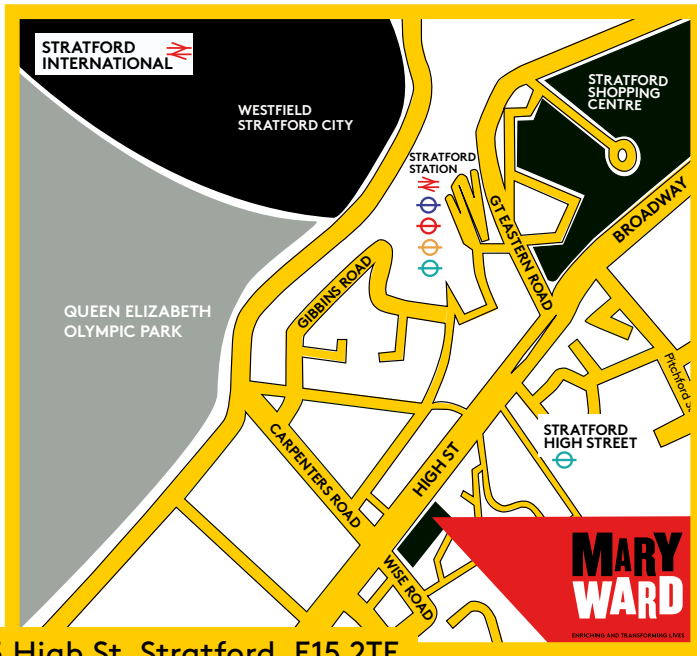 STRATFORD
INTERNATIONAL
WESTFIELD
STRATFORD CITY
STRATFORD
SHOPPING
CENTRE
STRATFORD
STATION
GT EASTERN ROAD
BROADWAY
GIBBINS ROAD
QUEEN ELIZABETH
OLYMPIC PARK
Pitchford
STRATFORD
HIGH STREET
CARPENTERS ROAD
HIGH ST
WISE ROAD
MARY
WARD
ENRICHING AND TRANSFORMING LIVES
High St, Stratford, E15 2TF